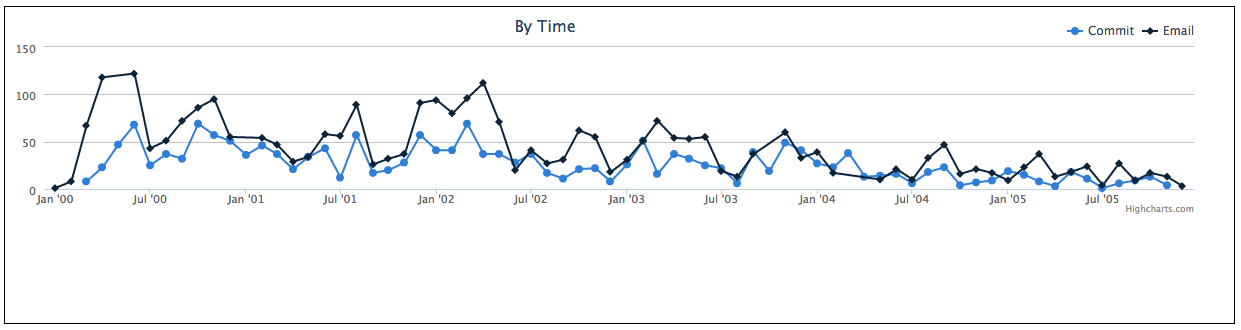 By Time
Commit Email
150
100
50
0
Jan '00 Jul '00 Jan '01 Jul '01 Jan '02 Jul '02 Jan '03 Jul '03 Jan '04 Jul '04 Jan '05 Jul '05
Highcharts.com